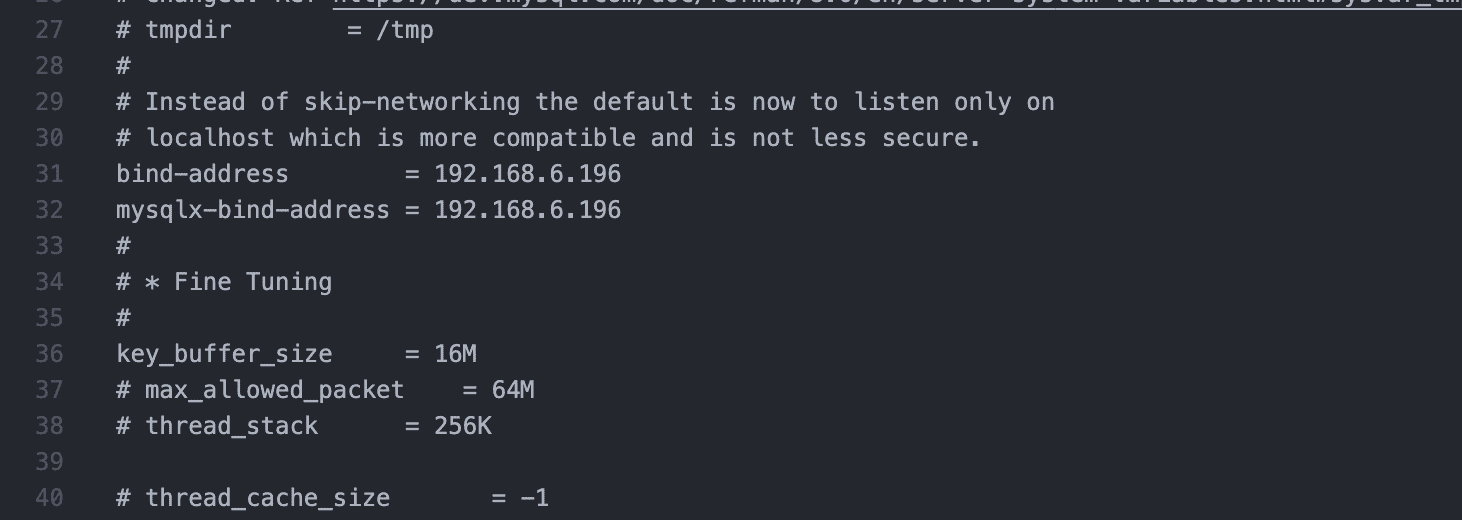 27 # tmpdir = /tmp
28 #
29 # Instead of skip-networking the default is now to listen only on
30 # localhost which is more compatible and is not less secure.
31 bind-address = 192.168.6.196
32 mysqlx-bind-address = 192.168.6.196
33 #
34 # * Fine Tuning
35 #
36 key_buffer_size = 16M
37 # max_allowed_packet = 64M
38 # thread_stack = 256K
39
40 # thread_cache_size = -1